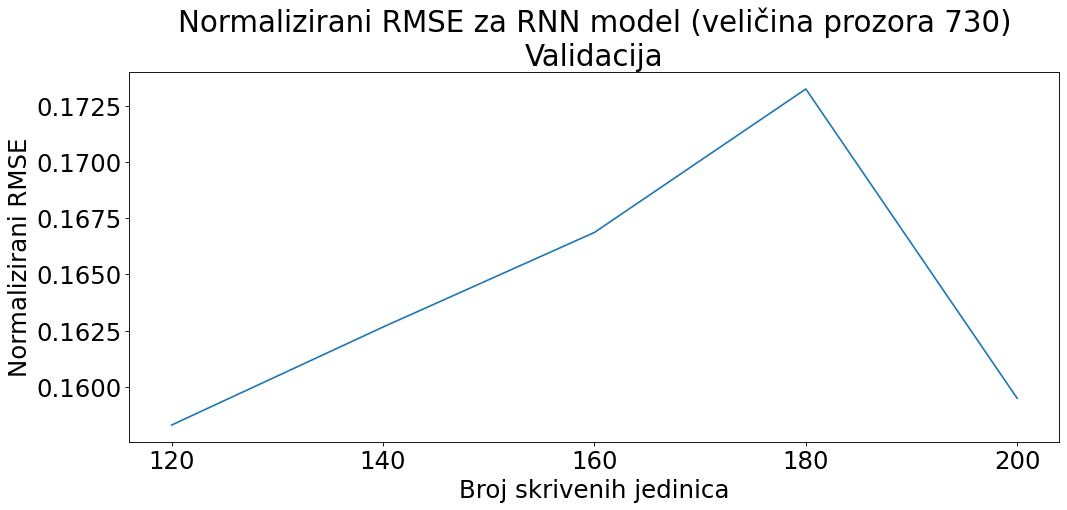 Normalizirani RMSE za RNN model (veličina prozora 730)
Validacija
Normalizirani RMSE
0.1725
0.1700
0.1675
0.1650
0.1625
0.1600
120 140 160 180 200
Broj skrivenih jedinica